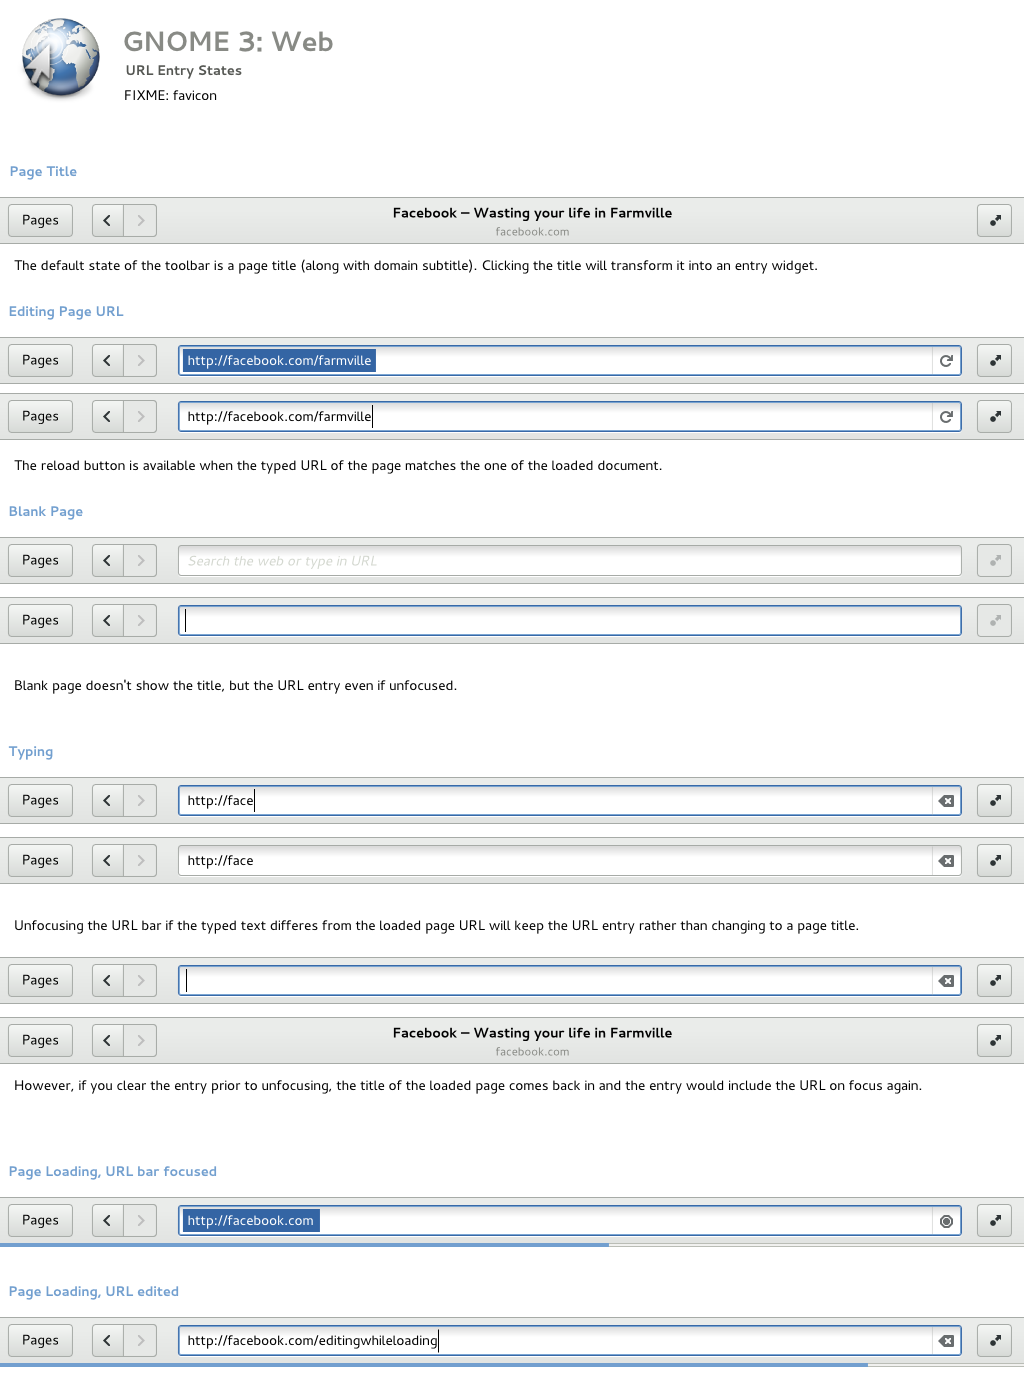 GNOME 3: Web
URL Entry States
FIXME: favicon
Page Title
Pages
Facebook – Wasting your life in Farmville
facebook.com
The default state of the toolbar is a page title (along with domain subtitle). Clicking the title will transform it into an entry widget.
Editing Page URL
Pages http://facebook.com/farmville
Pages http://facebook.com/farmville
The reload button is available when the typed URL of the page matches the one of the loaded document.
Blank Page
Pages Search the web or type in URL
Pages
Blank page doesn't show the title, but the URL entry even if unfocused.
Typing
Pages http://face
Pages http://face
Unfocusing the URL bar if the typed text differes from the loaded page URL will keep the URL entry rather than changing to a page title.
Pages
Pages
Facebook – Wasting your life in Farmville
facebook.com
However, if you clear the entry prior to unfocusing, the title of the loaded page comes back in and the entry would include the URL on focus again.
Page Loading, URL bar focused
Pages http://facebook.com
Page Loading, URL edited
Pages http://facebook.com/editingwhileloading